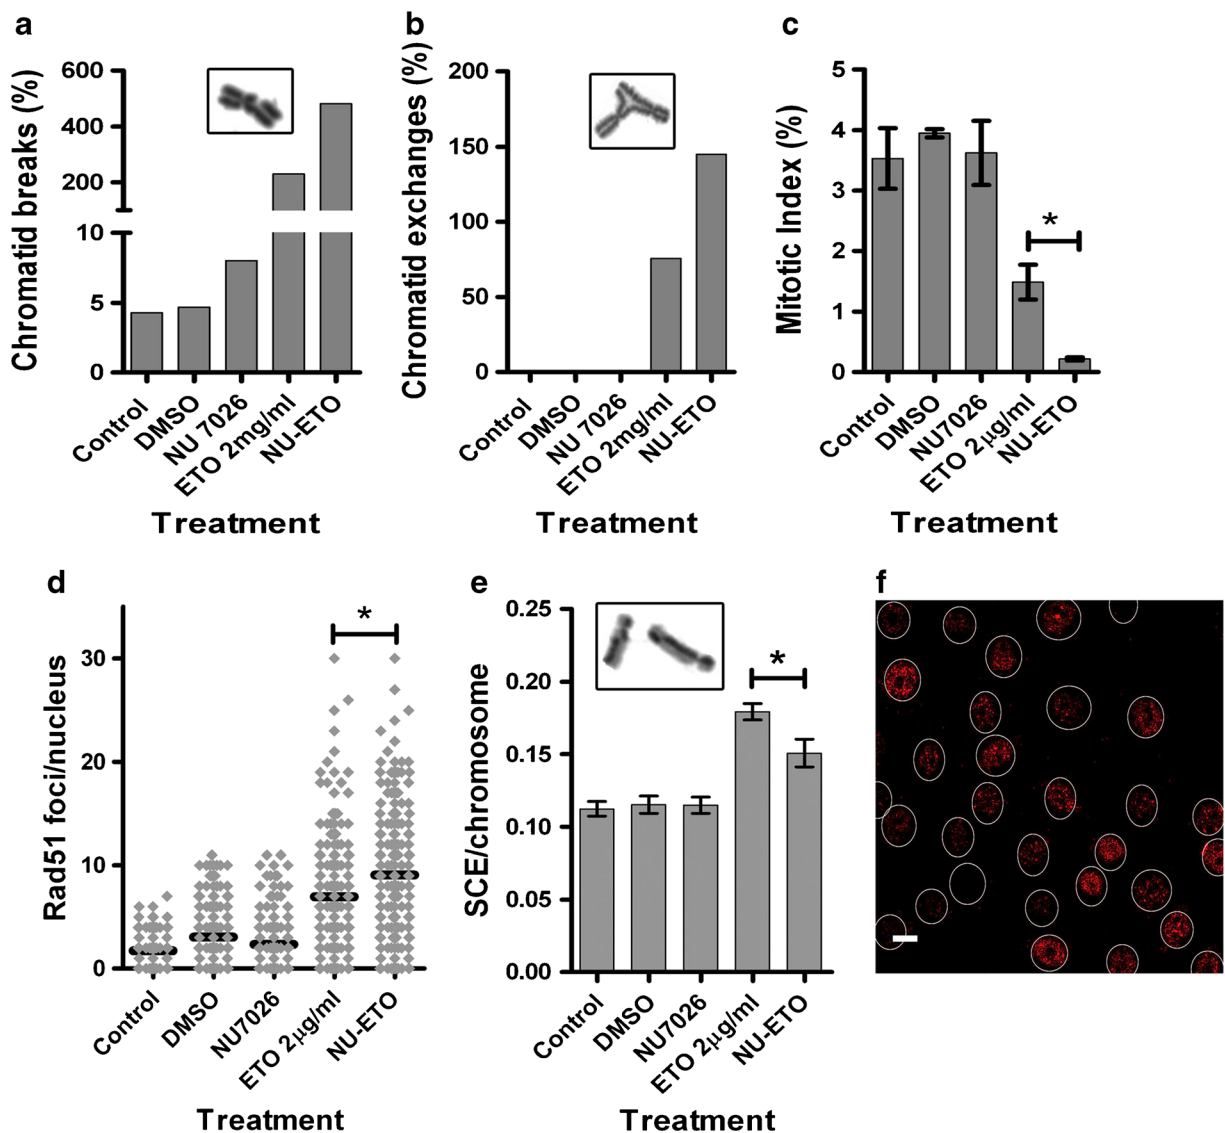 a
Chromatid breaks (%)
600
400
200
10
5
0
Control
DMSO
NU 7026
ETO 2mg/ml
NU-ETO
Treatment
b
Chromatid exchanges (%)
200
150
100
50
0
Control
DMSO
NU 7026
ETO 2mg/ml
NU-ETO
Treatment
c
Mitotic Index (%)
5
4
3
2
1
0
*
Control
DMSO
NU7026
ETO 2µg/ml
NU-ETO
Treatment
d
Rad51 foci/nucleus
30
20
10
0
*
Control
DMSO
NU7026
ETO 2µg/ml
NU-ETO
Treatment
e
SCE/chromosome
0.25
0.20
0.15
0.10
0.05
0.00
*
Control
DMSO
NU7026
ETO 2µg/ml
NU-ETO
Treatment
f